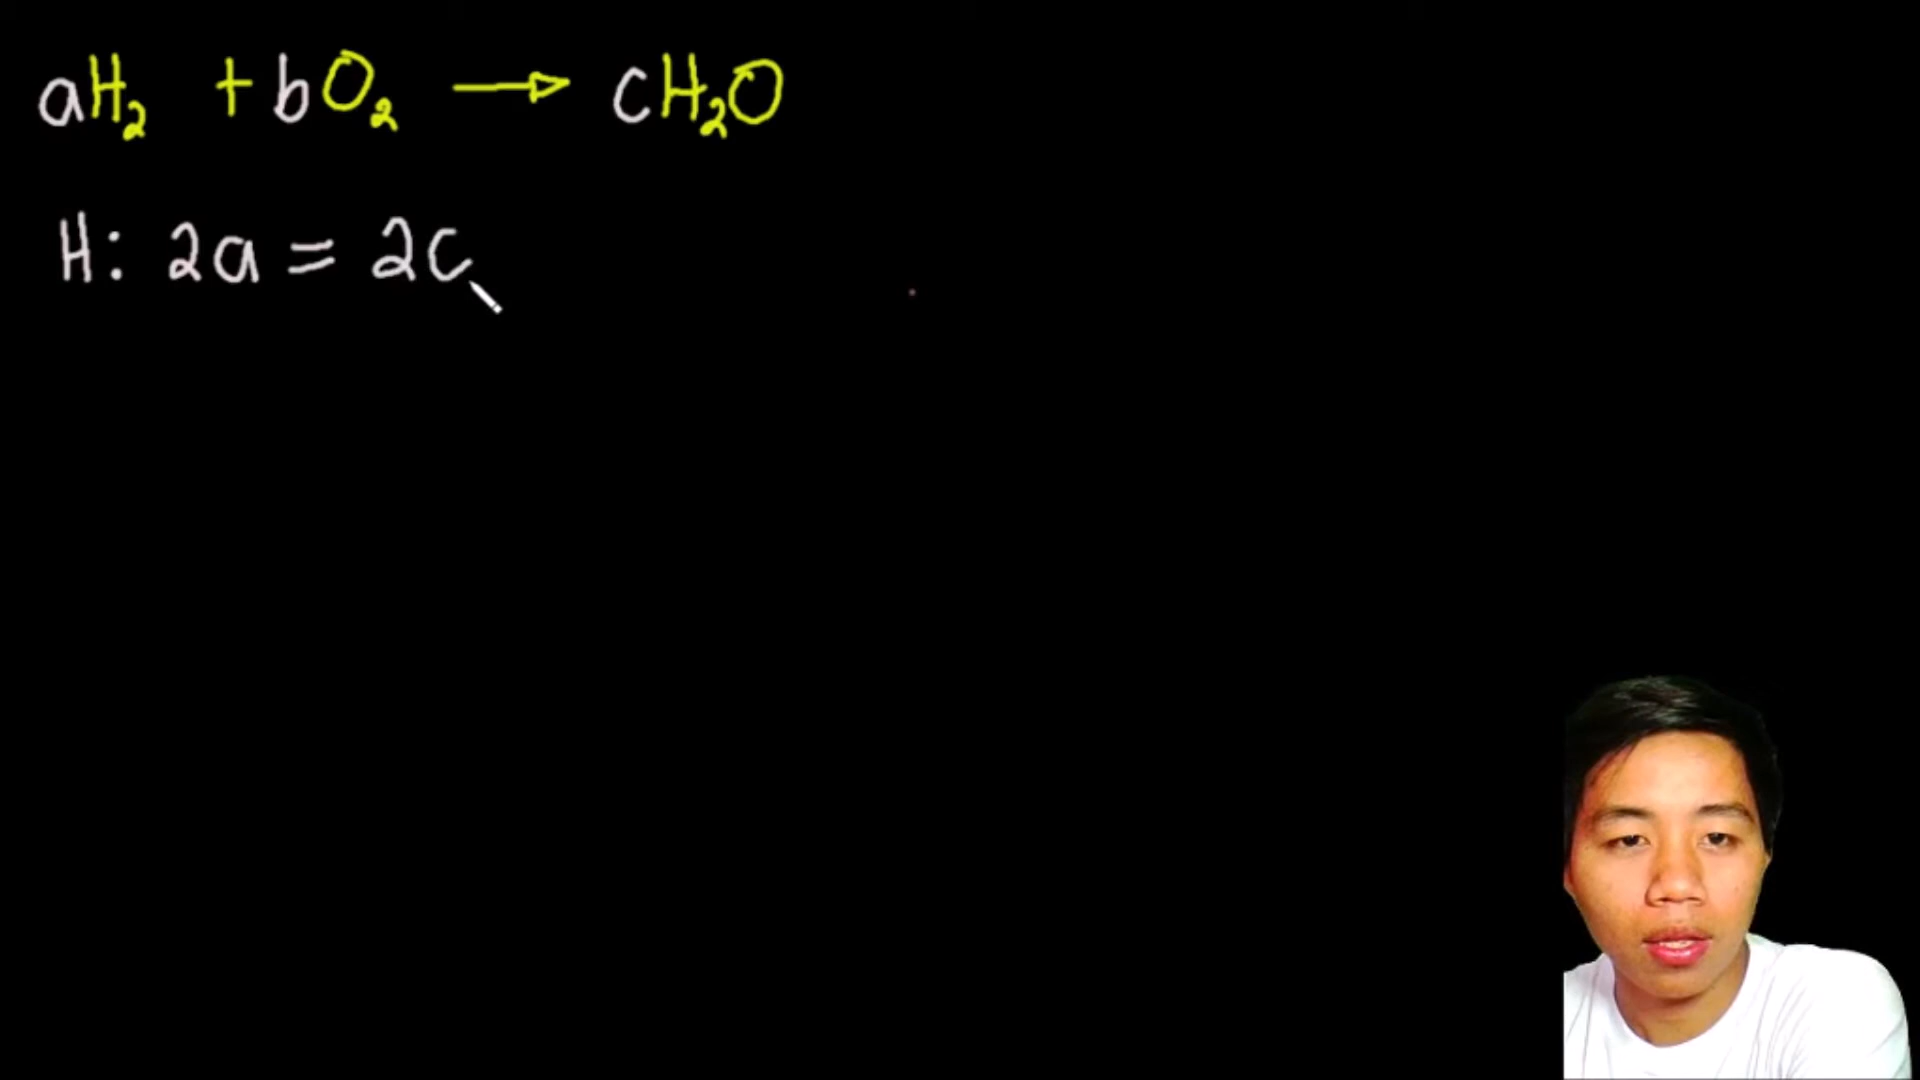 aH₂ + bO₂ → cH₂O
H: 2a = 2c